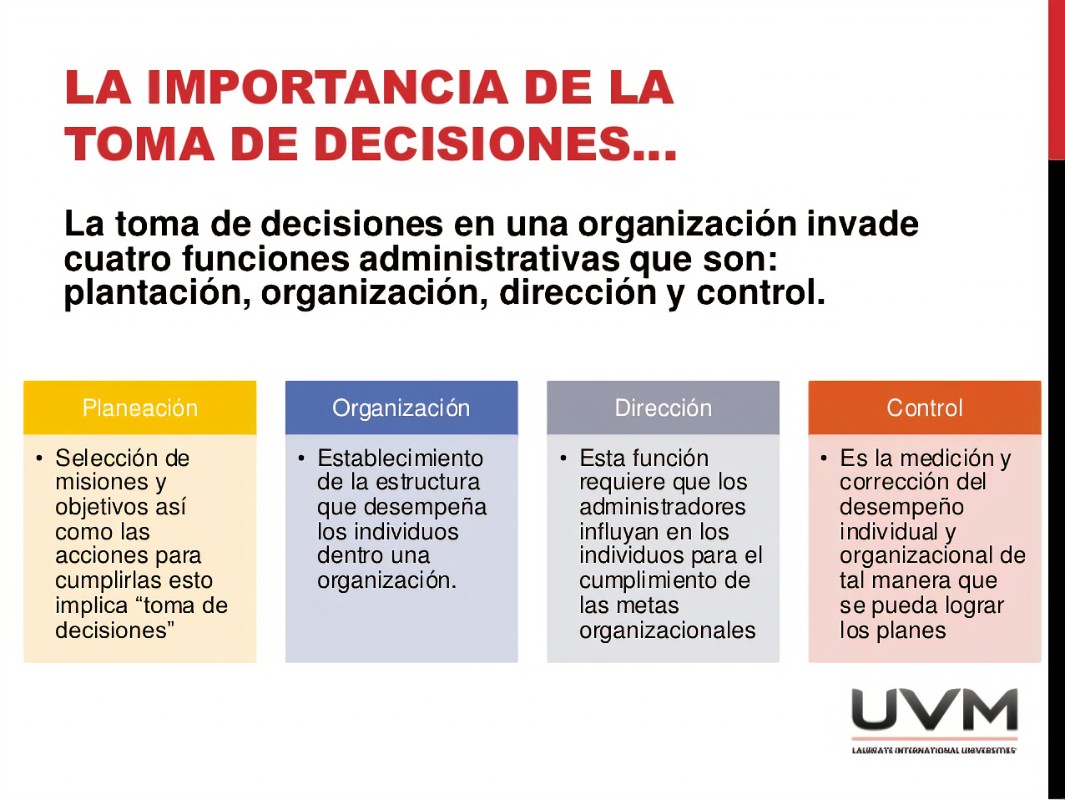 LA IMPORTANCIA DE LA
TOMA DE DECISIONES...
La toma de decisiones en una organización invade
cuatro funciones administrativas que son:
plantación, organización, dirección y control.
Planeación
• Selección de
misiones y
objetivos así
como las
acciones para
cumplirlas esto
implica “toma de
decisiones”
Organización
• Establecimiento
de la estructura
que desempeña
los individuos
dentro una
organización.
Dirección
• Esta función
requiere que los
administradores
influyan en los
individuos para el
cumplimiento de
las metas
organizacionales
Control
• Es la medición y
corrección del
desempeño
individual y
organizacional de
tal manera que
se pueda lograr
los planes
UVM
LAUREATE INTERNATIONAL UNIVERSITIES